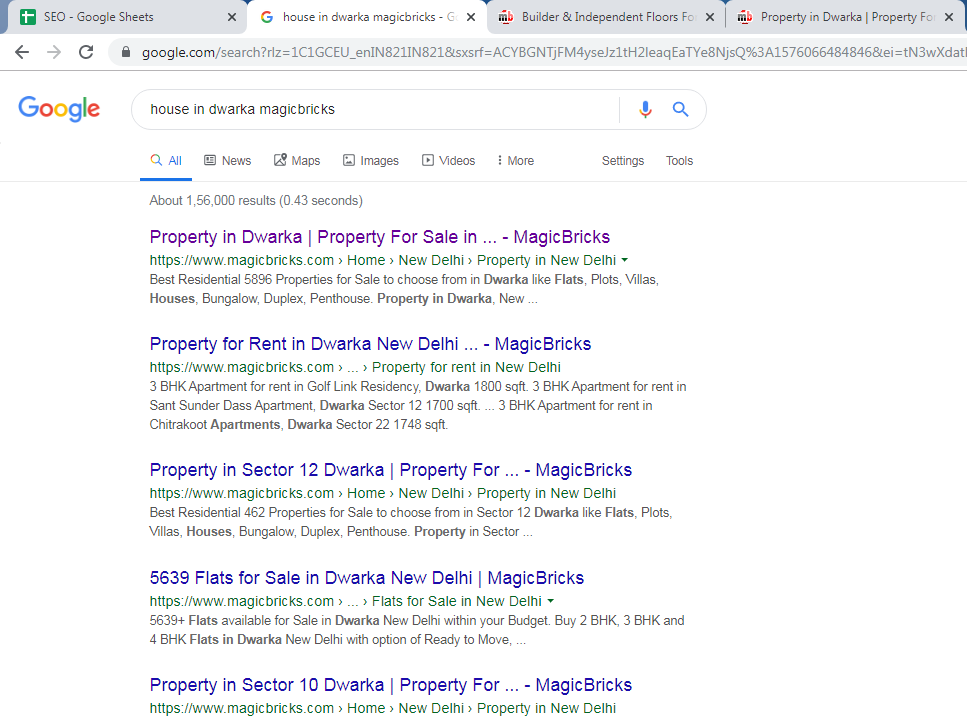 SEO - Google Sheets
house in dwarka magicbricks - G
Builder & Independent Floors Fo
Property in Dwarka | Property Fo
google.com/search?rlz=1C1GCEU_enIN821IN821&sxsrf=ACYBGNTjFM4yseJz1tH2leaqEaTYe8NjsQ%3A1576066484846&ei=tN3wXdatI
Google
house in dwarka magicbricks
All
News
Maps
Images
Videos
More
Settings
Tools
About 1,56,000 results (0.43 seconds)
Property in Dwarka | Property For Sale in ... - MagicBricks
https://www.magicbricks.com › Home › New Delhi › Property in New Delhi
Best Residential 5896 Properties for Sale to choose from in Dwarka like Flats, Plots, Villas,
Houses, Bungalow, Duplex, Penthouse. Property in Dwarka, New ...
Property for Rent in Dwarka New Delhi ... - MagicBricks
https://www.magicbricks.com › ... › Property for rent in New Delhi
3 BHK Apartment for rent in Golf Link Residency, Dwarka 1800 sqft. 3 BHK Apartment for rent in
Sant Sunder Dass Apartment, Dwarka Sector 12 1700 sqft. ... 3 BHK Apartment for rent in
Chitrakoot Apartments, Dwarka Sector 22 1748 sqft.
Property in Sector 12 Dwarka | Property For ... - MagicBricks
https://www.magicbricks.com › Home › New Delhi › Property in New Delhi
Best Residential 462 Properties for Sale to choose from in Sector 12 Dwarka like Flats, Plots,
Villas, Houses, Bungalow, Duplex, Penthouse. Property in Sector ...
5639 Flats for Sale in Dwarka New Delhi | MagicBricks
https://www.magicbricks.com › ... › Flats for Sale in New Delhi
5639+ Flats available for Sale in Dwarka New Delhi within your Budget. Buy 2 BHK, 3 BHK and
4 BHK Flats in Dwarka New Delhi with option of Ready to Move, ...
Property in Sector 10 Dwarka | Property For ... - MagicBricks
https://www.magicbricks.com › Home › New Delhi › Property in New Delhi